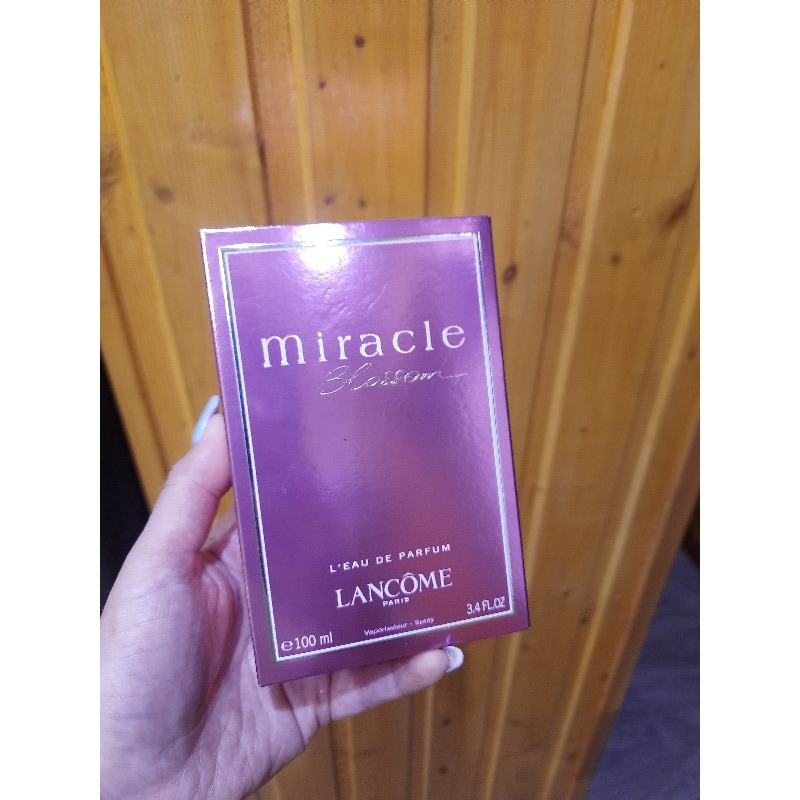 miracle
Blossom
L'EAU DE PARFUM
LANCÔME
PARIS
Vaporisateur - Spray
℮100 ml
3.4 FL.OZ